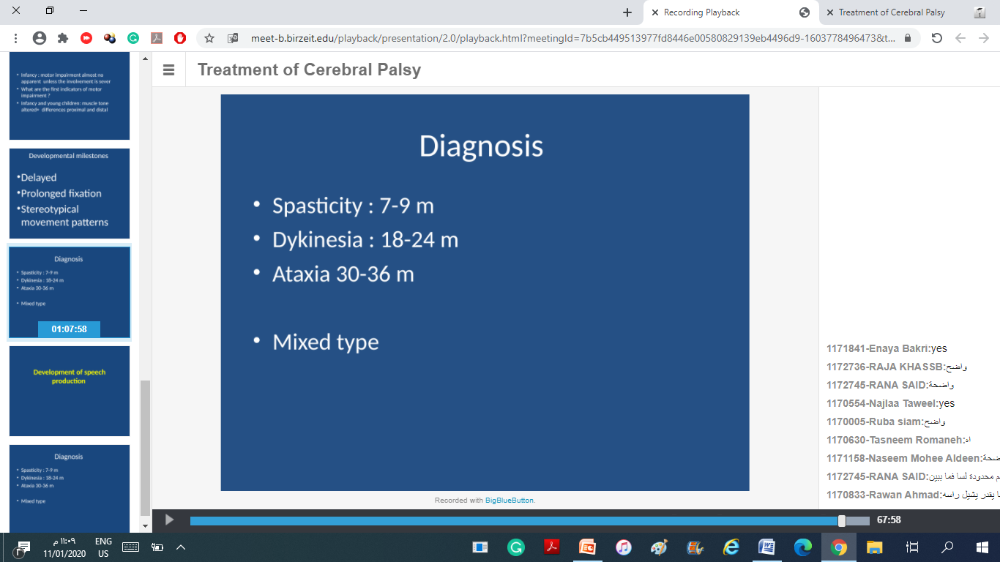 Recording Playback
Treatment of Cerebral Palsy
meet-b.birzeit.edu/playback/presentation/2.0/playback.html?meetingId=7b5cb449513977fd8446e00580829139eb4496d9-1603778496473&t...
Treatment of Cerebral Palsy
• Infancy : motor impairment almost no
apparent unless the involvement is sever
• What are the first indicators of motor
impairment ?
• Infancy and young children: muscle tone
altered+ differences proximal and distal
Developmental milestones
•Delayed
•Prolonged fixation
•Stereotypical
movement patterns
Diagnosis
• Spasticity : 7-9 m
• Dykinesia : 18-24 m
• Ataxia 30-36 m
• Mixed type
01:07:58
Development of speech
production
Diagnosis
• Spasticity : 7-9 m
• Dykinesia : 18-24 m
• Ataxia 30-36 m
• Mixed type
Diagnosis
• Spasticity : 7-9 m
• Dykinesia : 18-24 m
• Ataxia 30-36 m
• Mixed type
Recorded with BigBlueButton.
1171841-Enaya Bakri:yes
1172736-RAJA KHASSB:واضح
1172745-RANA SAID:واضحة
1170554-Najlaa Taweel:yes
1170005-Ruba siam:واضح
1170630-Tasneem Romaneh:اه
1171158-Naseem Mohee Aldeen:
1172745-RANA SAID:محدودة لسا فما ببين
1170833-Rawan Ahmad:يقدر يشيل راسه
67:58
١١:٠٩ م
11/01/2020
ENG
US